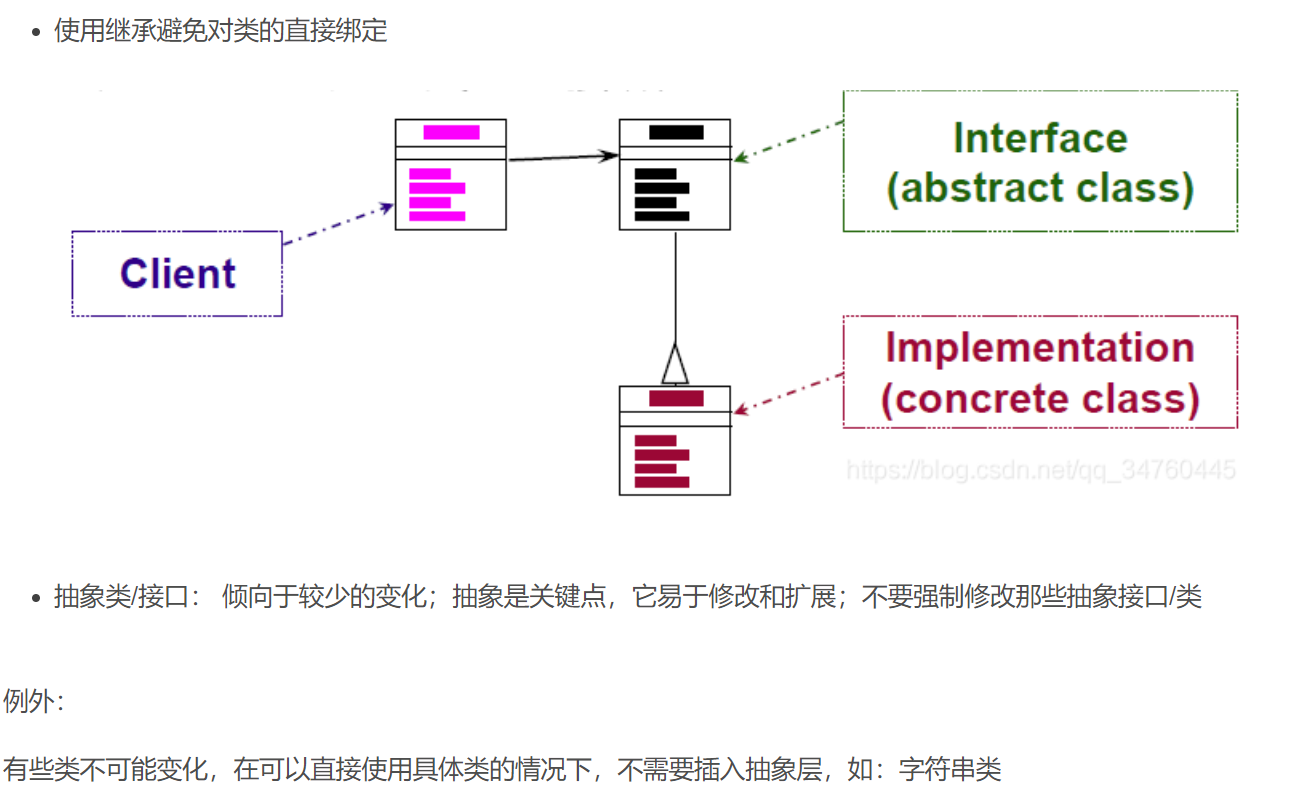 使用继承避免对类的直接绑定
Interface
(abstract class)
Client
Implementation
(concrete class)
https://blog.csdn.net/qq_34760445
抽象类/接口： 倾向于较少的变化；抽象是关键点，它易于修改和扩展；不要强制修改那些抽象接口/类
例外：
有些类不可能变化，在可以直接使用具体类的情况下，不需要插入抽象层，如：字符串类